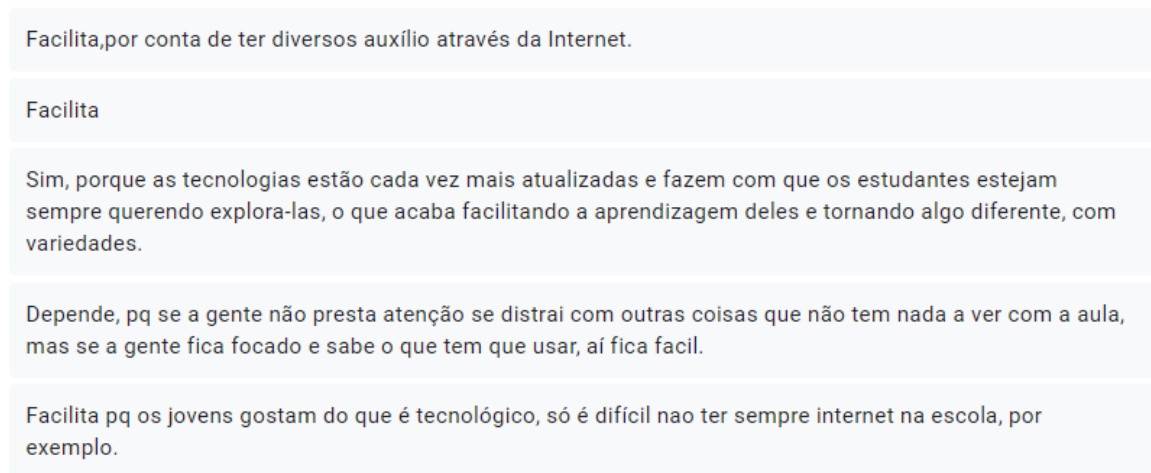 Facilita,por conta de ter diversos auxílio através da Internet.
Facilita
Sim, porque as tecnologias estão cada vez mais atualizadas e fazem com que os estudantes estejam
sempre querendo explora-las, o que acaba facilitando a aprendizagem deles e tornando algo diferente, com
variedades.
Depende, pq se a gente não presta atenção se distrai com outras coisas que não tem nada a ver com a aula,
mas se a gente fica focado e sabe o que tem que usar, aí fica facil.
Facilita pq os jovens gostam do que é tecnológico, só é difícil nao ter sempre internet na escola, por
exemplo.